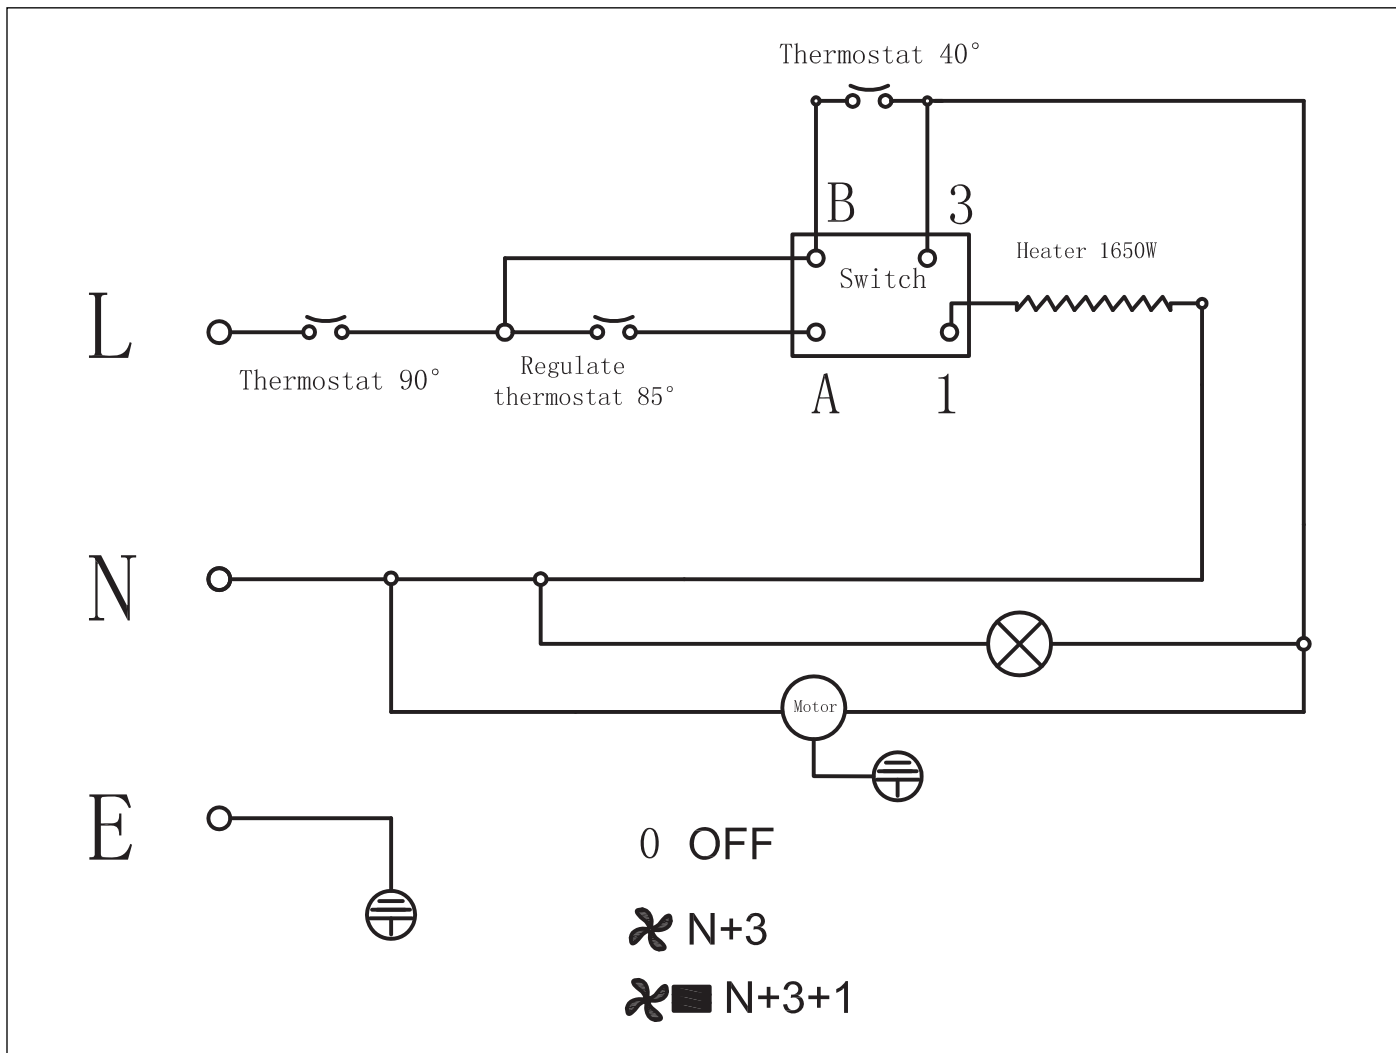 Thermostat 40°
B 3
Heater 1650W
Switch
L
Thermostat 90°
Regulate
thermostat 85°
A 1
N
Motor
E
0 OFF
N+3
N+3+1